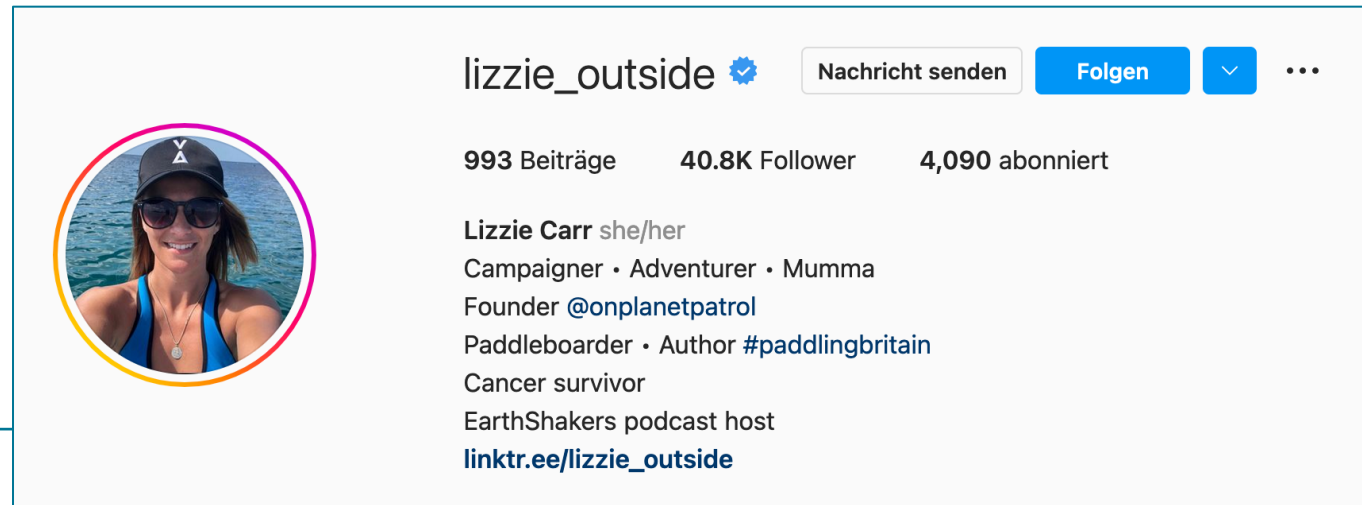 lizzie_outside Nachricht senden Folgen
993 Beiträge 40.8K Follower 4,090 abonniert
Lizzie Carr she/her
Campaigner • Adventurer • Mumma
Founder @onplanetpatrol
Paddleboarder • Author #paddlingbritain
Cancer survivor
EarthShakers podcast host
linktr.ee/lizzie_outside